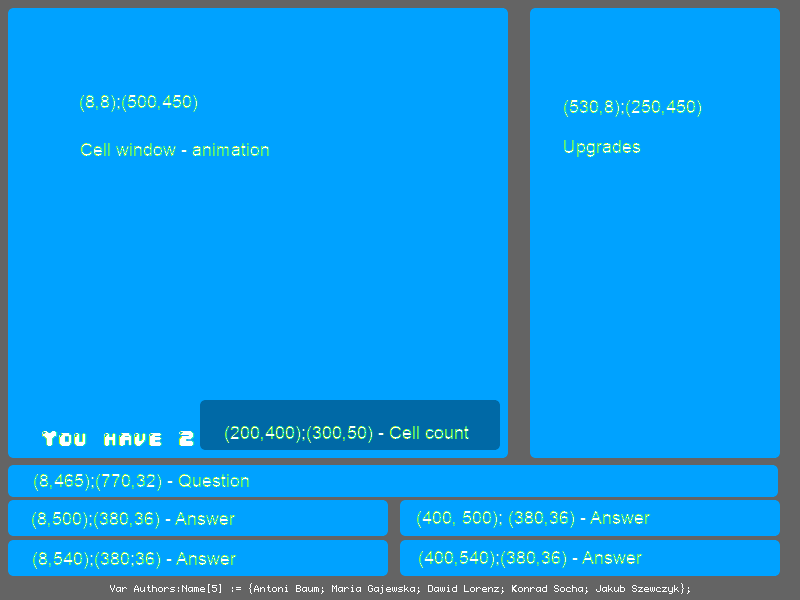 (8,8);(500,450)
Cell window - animation
(530,8);(250,450)
Upgrades
You have 2
(200,400);(300,50) - Cell count
(8,465);(770,32) - Question
(8,500);(380,36) - Answer
(400, 500); (380,36) - Answer
(8,540);(380;36) - Answer
(400,540);(380,36) - Answer
Var Authors:Name[5] := {Antoni Baum; Maria Gajewska; Dawid Lorenz; Konrad Socha; Jakub Szewczyk};